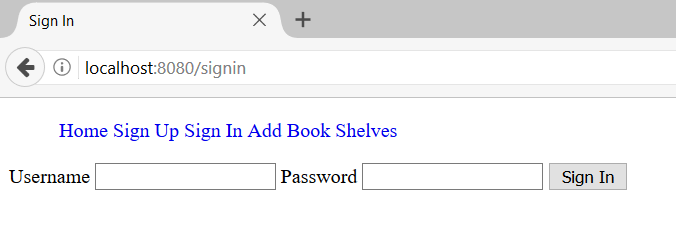 Sign In
localhost:8080/signin
Home Sign Up Sign In Add Book Shelves
Username Password Sign In